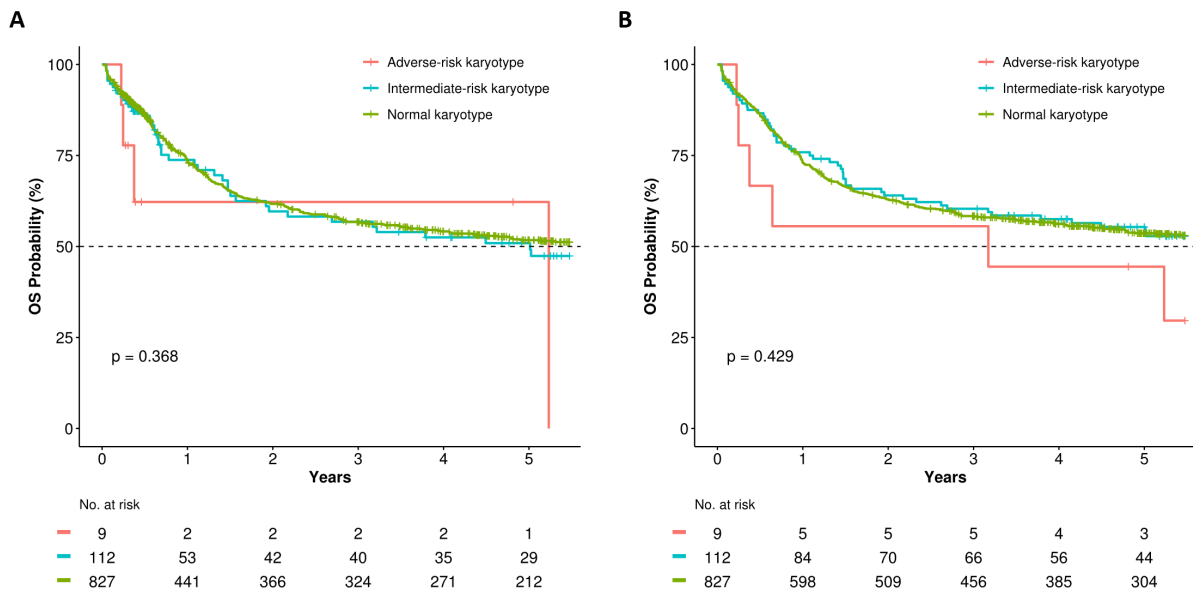 A
OS Probability (%)
100
75
50
25
0
Adverse-risk karyotype
Intermediate-risk karyotype
Normal karyotype
p = 0.368
0 1 2 3 4 5
Years
No. at risk
9 2 2 2 2 1
112 53 42 40 35 29
827 441 366 324 271 212
B
OS Probability (%)
100
75
50
25
0
Adverse-risk karyotype
Intermediate-risk karyotype
Normal karyotype
p = 0.429
0 1 2 3 4 5
Years
No. at risk
9 5 5 5 4 3
112 84 70 66 56 44
827 598 509 456 385 304